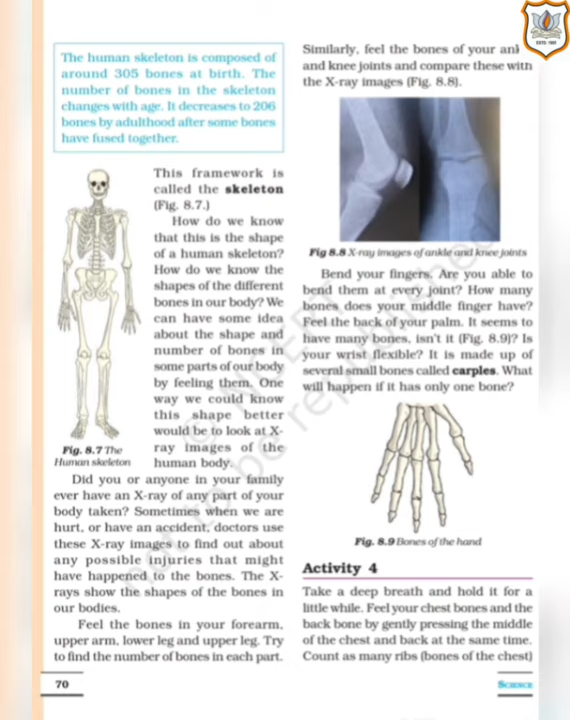 The human skeleton is composed of
around 305 bones at birth. The
number of bones in the skeleton
changes with age. It decreases to 206
bones by adulthood after some bones
have fused together.
This framework is
called the skeleton
(Fig. 8.7.)
How do we know
that this is the shape
of a human skeleton?
How do we know the
shapes of the different
bones in our body? We
can have some idea
about the shape and
number of bones in
some parts of our body
by feeling them. One
way we could know
this shape better
would be to look at X-
ray images of the
human body.
Fig. 8.7 The
Human skeleton
Did you or anyone in your family
ever have an X-ray of any part of your
body taken? Sometimes when we are
hurt, or have an accident, doctors use
these X-ray images to find out about
any possible injuries that might
have happened to the bones. The X-
rays show the shapes of the bones in
our bodies.
Feel the bones in your forearm,
upper arm, lower leg and upper leg. Try
to find the number of bones in each part.
Similarly, feel the bones of your
and knee joints and compare these with
the X-ray images (Fig. 8.8).
Fig 8.8 X-ray images of ankle and knee joints
Bend your fingers. Are you able to
bend them at every joint? How many
bones does your middle finger have?
Feel the back of your palm. It seems to
have many bones, isn't it (Fig. 8.9)? Is
your wrist flexible? It is made up of
several small bones called carples. What
will happen if it has only one bone?
Fig. 8.9 Bones of the hand
Activity 4
Take a deep breath and hold it for a
little while. Feel your chest bones and the
back bone by gently pressing the middle
of the chest and back at the same time.
Count as many ribs (bones of the chest)
70
SCIENCE
not to be republished